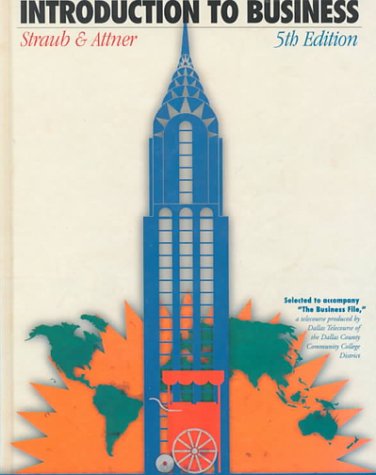 INTRODUCTION TO BUSINESS
Straub & Attner
5th Edition
Selected to accompany
"The Business File,"
a telecourse produced by
Dallas Telecourse of
the Dallas County
Community College
District